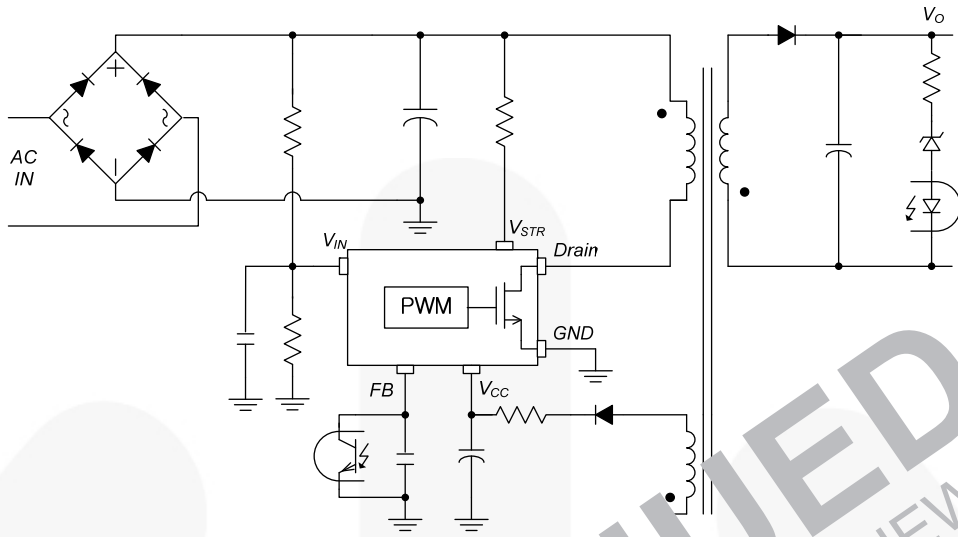 V_O
AC
IN
V_IN
V_STR
Drain
PWM
GND
FB
V_CC